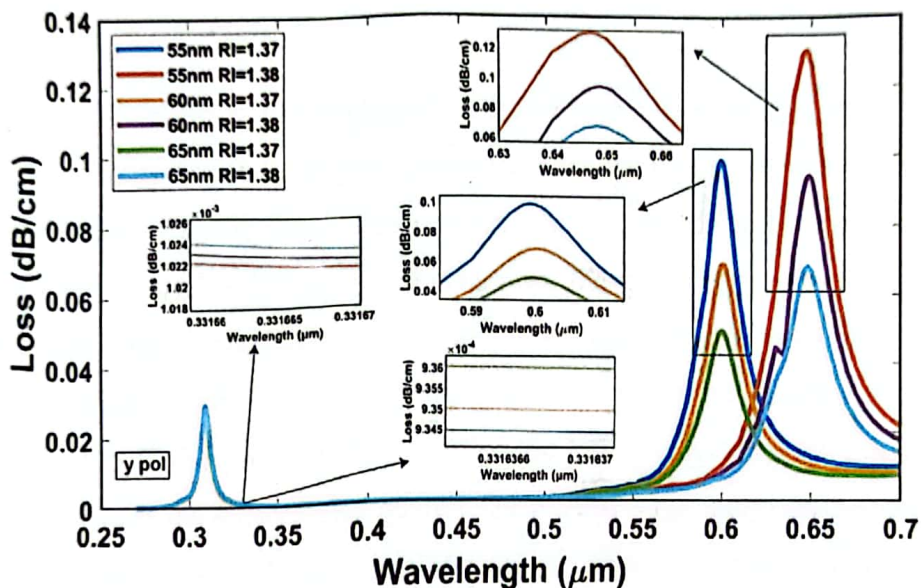 Loss (dB/cm)
0.14
0.12
0.1
0.08
0.06
0.04
0.02
0
55nm RI=1.37
55nm RI=1.38
60nm RI=1.37
60nm RI=1.38
65nm RI=1.37
65nm RI=1.38
Loss (dB/cm)
0.12
0.1
0.08
0.06
0.63 0.64 0.65 0.66
Wavelength (μm)
Loss (dB/cm)
0.1
0.08
0.06
0.04
0.59 0.6 0.61
Wavelength (μm)
×10⁻³
Loss (dB/cm)
1.026
1.024
1.022
1.02
1.018
0.33166 0.331665 0.33167
Wavelength (μm)
×10⁻⁴
Loss (dB/cm)
9.36
9.355
9.35
9.345
0.3316366 0.331637
Wavelength (μm)
y pol
0.25 0.3 0.35 0.4 0.45 0.5 0.55 0.6 0.65 0.7
Wavelength (μm)